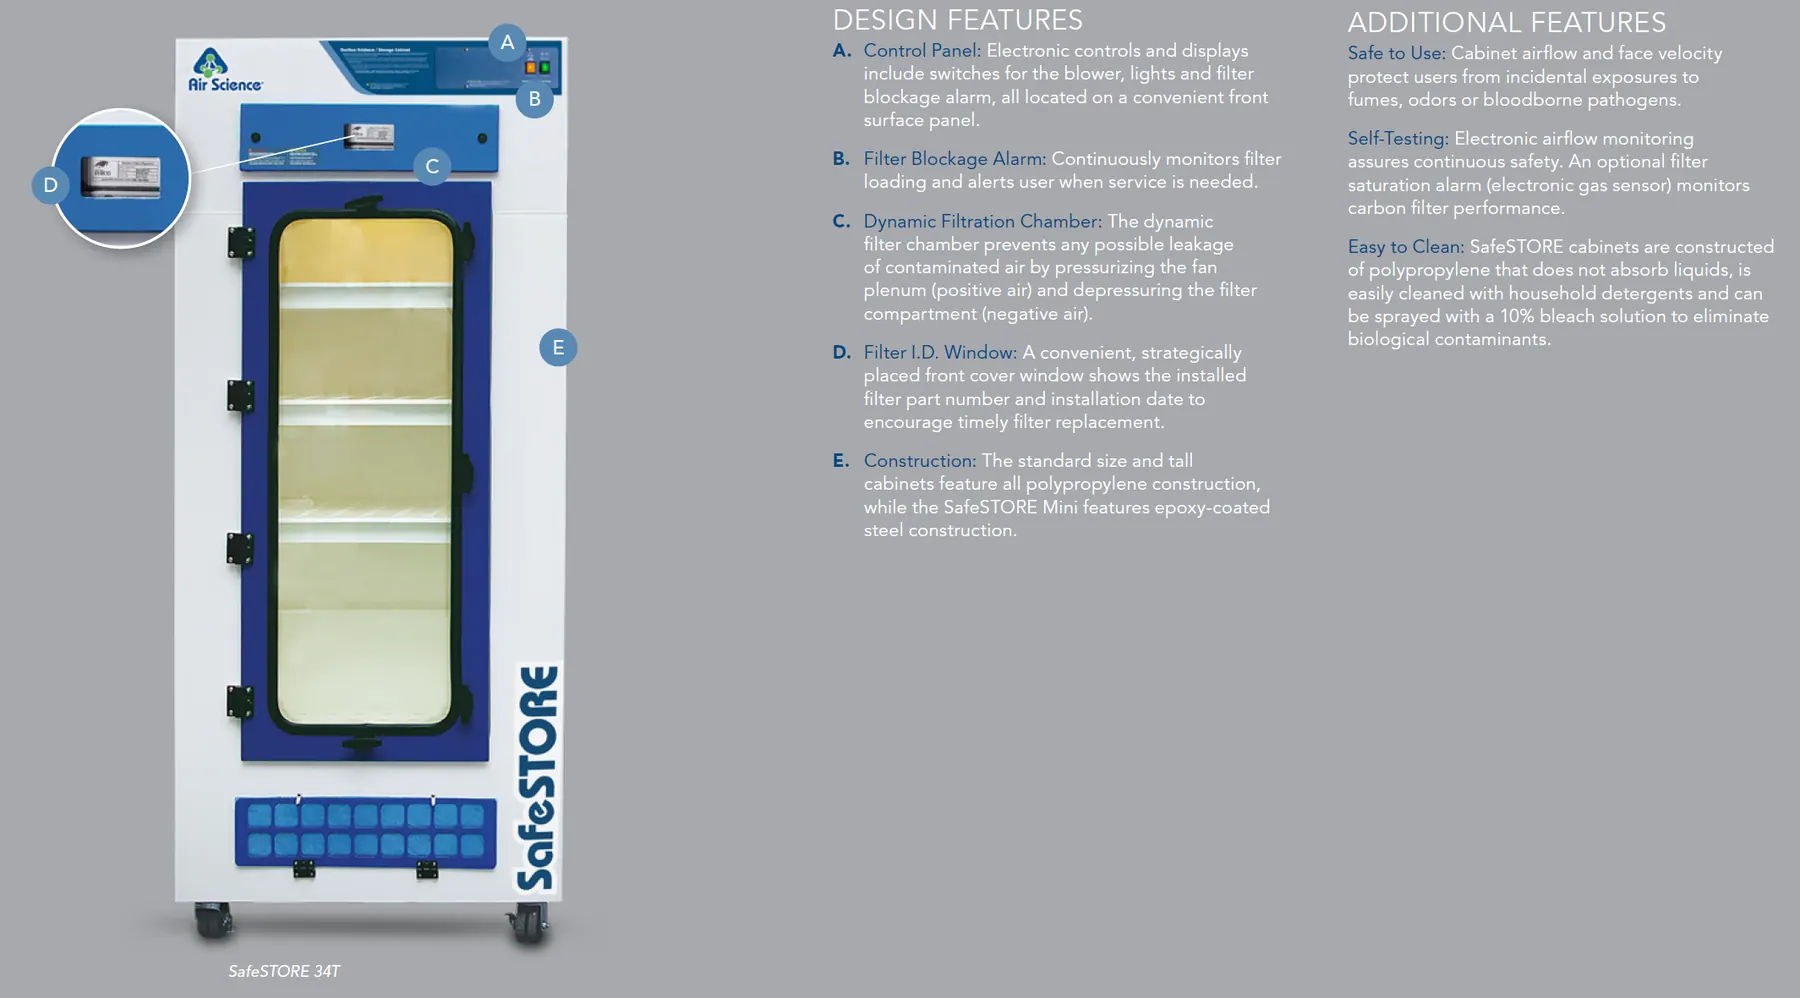 Air Science
A
B
C
D
E
SafeSTORE
SafeSTORE 34T
DESIGN FEATURES
A. Control Panel: Electronic controls and displays
include switches for the blower, lights and filter
blockage alarm, all located on a convenient front
surface panel.
B. Filter Blockage Alarm: Continuously monitors filter
loading and alerts user when service is needed.
C. Dynamic Filtration Chamber: The dynamic
filter chamber prevents any possible leakage
of contaminated air by pressurizing the fan
plenum (positive air) and depressuring the filter
compartment (negative air).
D. Filter I.D. Window: A convenient, strategically
placed front cover window shows the installed
filter part number and installation date to
encourage timely filter replacement.
E. Construction: The standard size and tall
cabinets feature all polypropylene construction,
while the SafeSTORE Mini features epoxy-coated
steel construction.
ADDITIONAL FEATURES
Safe to Use: Cabinet airflow and face velocity
protect users from incidental exposures to
fumes, odors or bloodborne pathogens.
Self-Testing: Electronic airflow monitoring
assures continuous safety. An optional filter
saturation alarm (electronic gas sensor) monitors
carbon filter performance.
Easy to Clean: SafeSTORE cabinets are constructed
of polypropylene that does not absorb liquids, is
easily cleaned with household detergents and can
be sprayed with a 10% bleach solution to eliminate
biological contaminants.